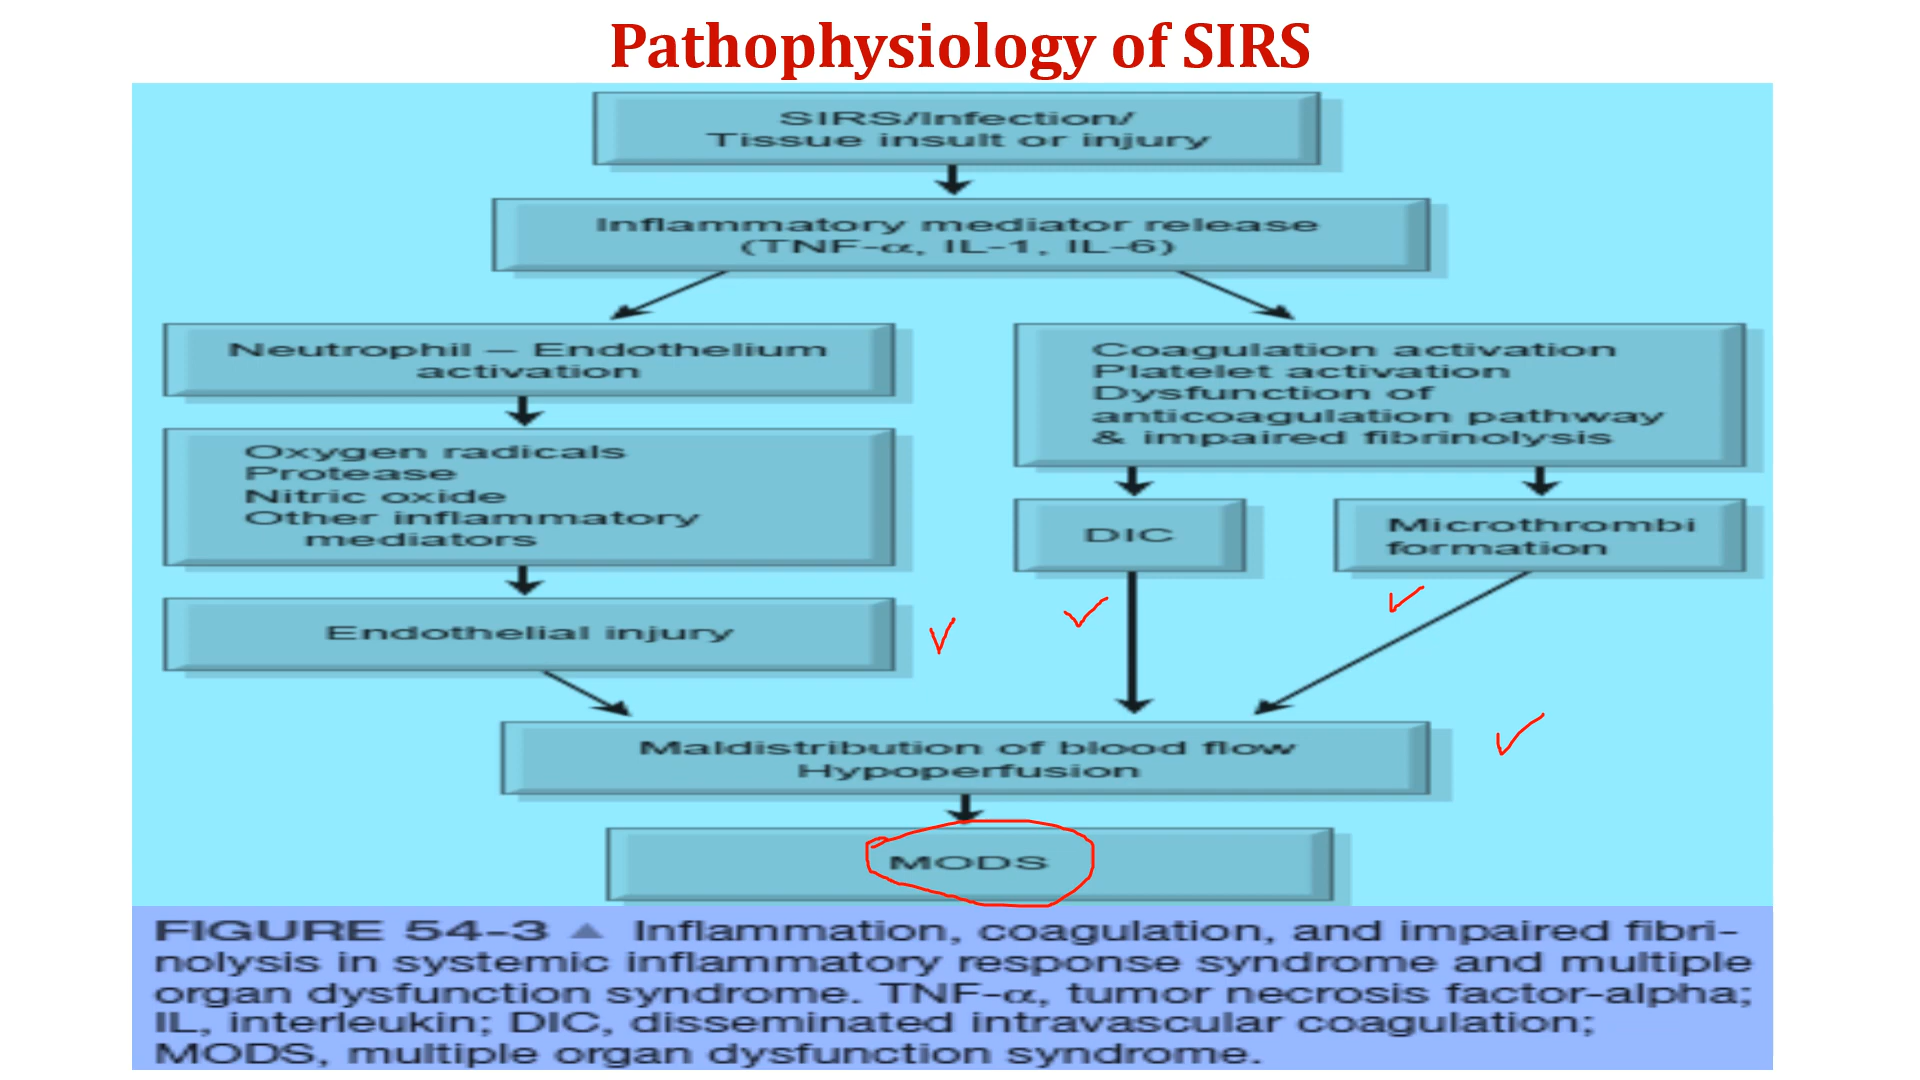 Pathophysiology of SIRS
SIRS/Infection/
Tissue insult or injury
Inflammatory mediator release
(TNF-α, IL-1, IL-6)
Neutrophil – Endothelium
activation
Oxygen radicals
Protease
Nitric oxide
Other inflammatory
mediators
Endothelial injury
Coagulation activation
Platelet activation
Dysfunction of
anticoagulation pathway
& impaired fibrinolysis
DIC
Microthrombi
formation
Maldistribution of blood flow
Hypoperfusion
MODS
FIGURE 54-3 ▲ Inflammation, coagulation, and impaired fibri-
nolysis in systemic inflammatory response syndrome and multiple
organ dysfunction syndrome. TNF-α, tumor necrosis factor-alpha;
IL, interleukin; DIC, disseminated intravascular coagulation;
MODS, multiple organ dysfunction syndrome.